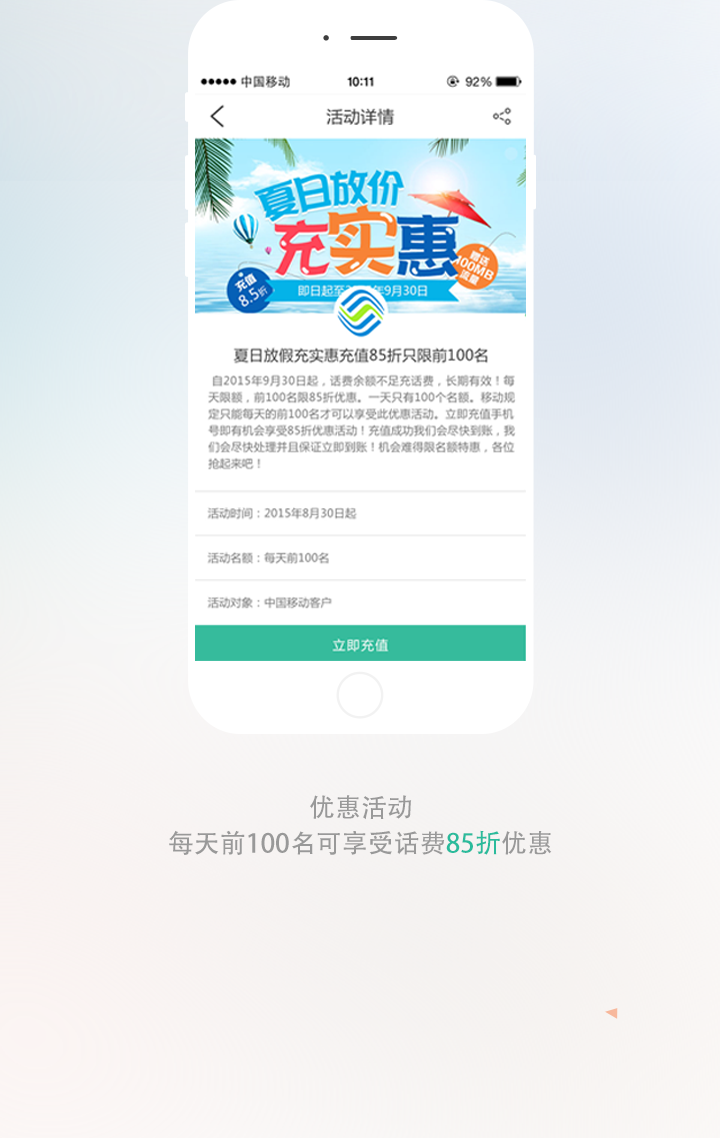 中国移动 10:11 92%
活动详情
夏日放价
充实惠
充值
8.5折
赠送
100MB
流量
即日起至 年9月30日
夏日放假充实惠充值85折只限前100名
自2015年9月30日起，话费余额不足充话费，长期有效！每
天限额，前100名限85折优惠。一天只有100个名额。移动规
定只能每天的前100名才可以享受此优惠活动。立即充值手机
号即有机会享受85折优惠活动！充值成功我们会尽快到账，我
们会尽快处理并且保证立即到账！机会难得限名额特惠，各位
抢起来吧！
活动时间：2015年8月30日起
活动名额：每天前100名
活动对象：中国移动客户
立即充值
优惠活动
每天前100名可享受话费85折优惠